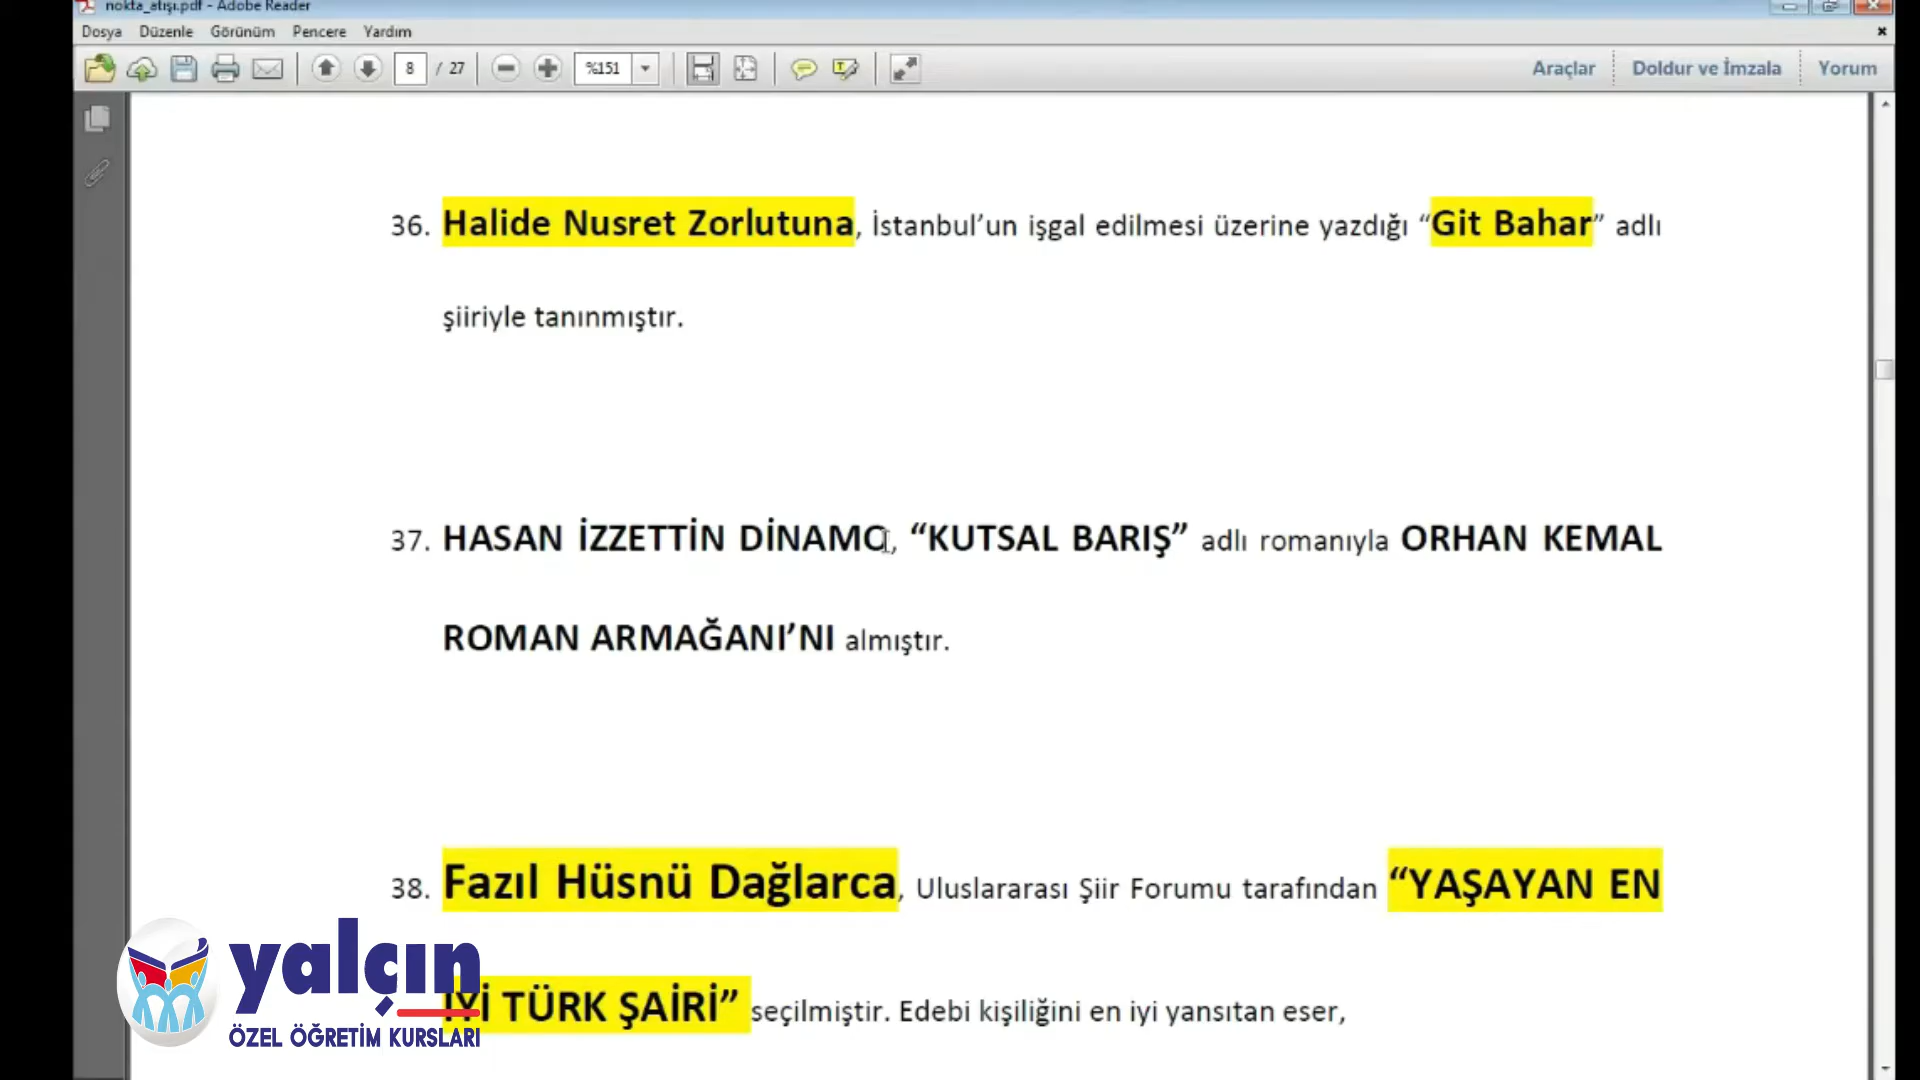 nokta_atışı.pdf - Adobe Reader
Dosya Düzenle Görünüm Pencere Yardım
8 / 27 %151 Araçlar Doldur ve İmzala Yorum
36. Halide Nusret Zorlutuna, İstanbul’un işgal edilmesi üzerine yazdığı “Git Bahar” adlı
şiiriyle tanınmıştır.
37. HASAN İZZETTİN DİNAMO, “KUTSAL BARIŞ” adlı romanıyla ORHAN KEMAL
ROMAN ARMAĞANI’NI almıştır.
38. Fazıl Hüsnü Dağlarca, Uluslararası Şiir Forumu tarafından “YAŞAYAN EN
İYİ TÜRK ŞAİRİ” seçilmiştir. Edebi kişiliğini en iyi yansıtan eser,
yalçın
ÖZEL ÖĞRETİM KURSLARI